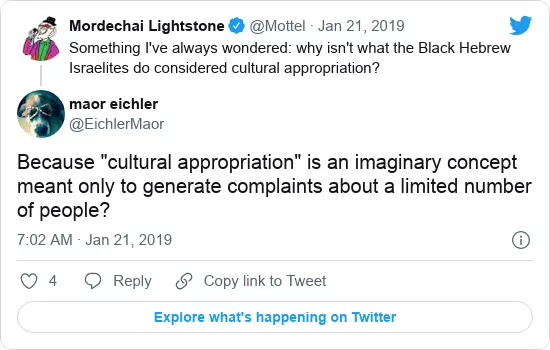 Mordechai Lightstone @Mottel · Jan 21, 2019
Something I've always wondered: why isn't what the Black Hebrew
Israelites do considered cultural appropriation?
maor eichler
@EichlerMaor
Because "cultural appropriation" is an imaginary concept
meant only to generate complaints about a limited number
of people?
7:02 AM · Jan 21, 2019
4 Reply Copy link to Tweet
Explore what's happening on Twitter